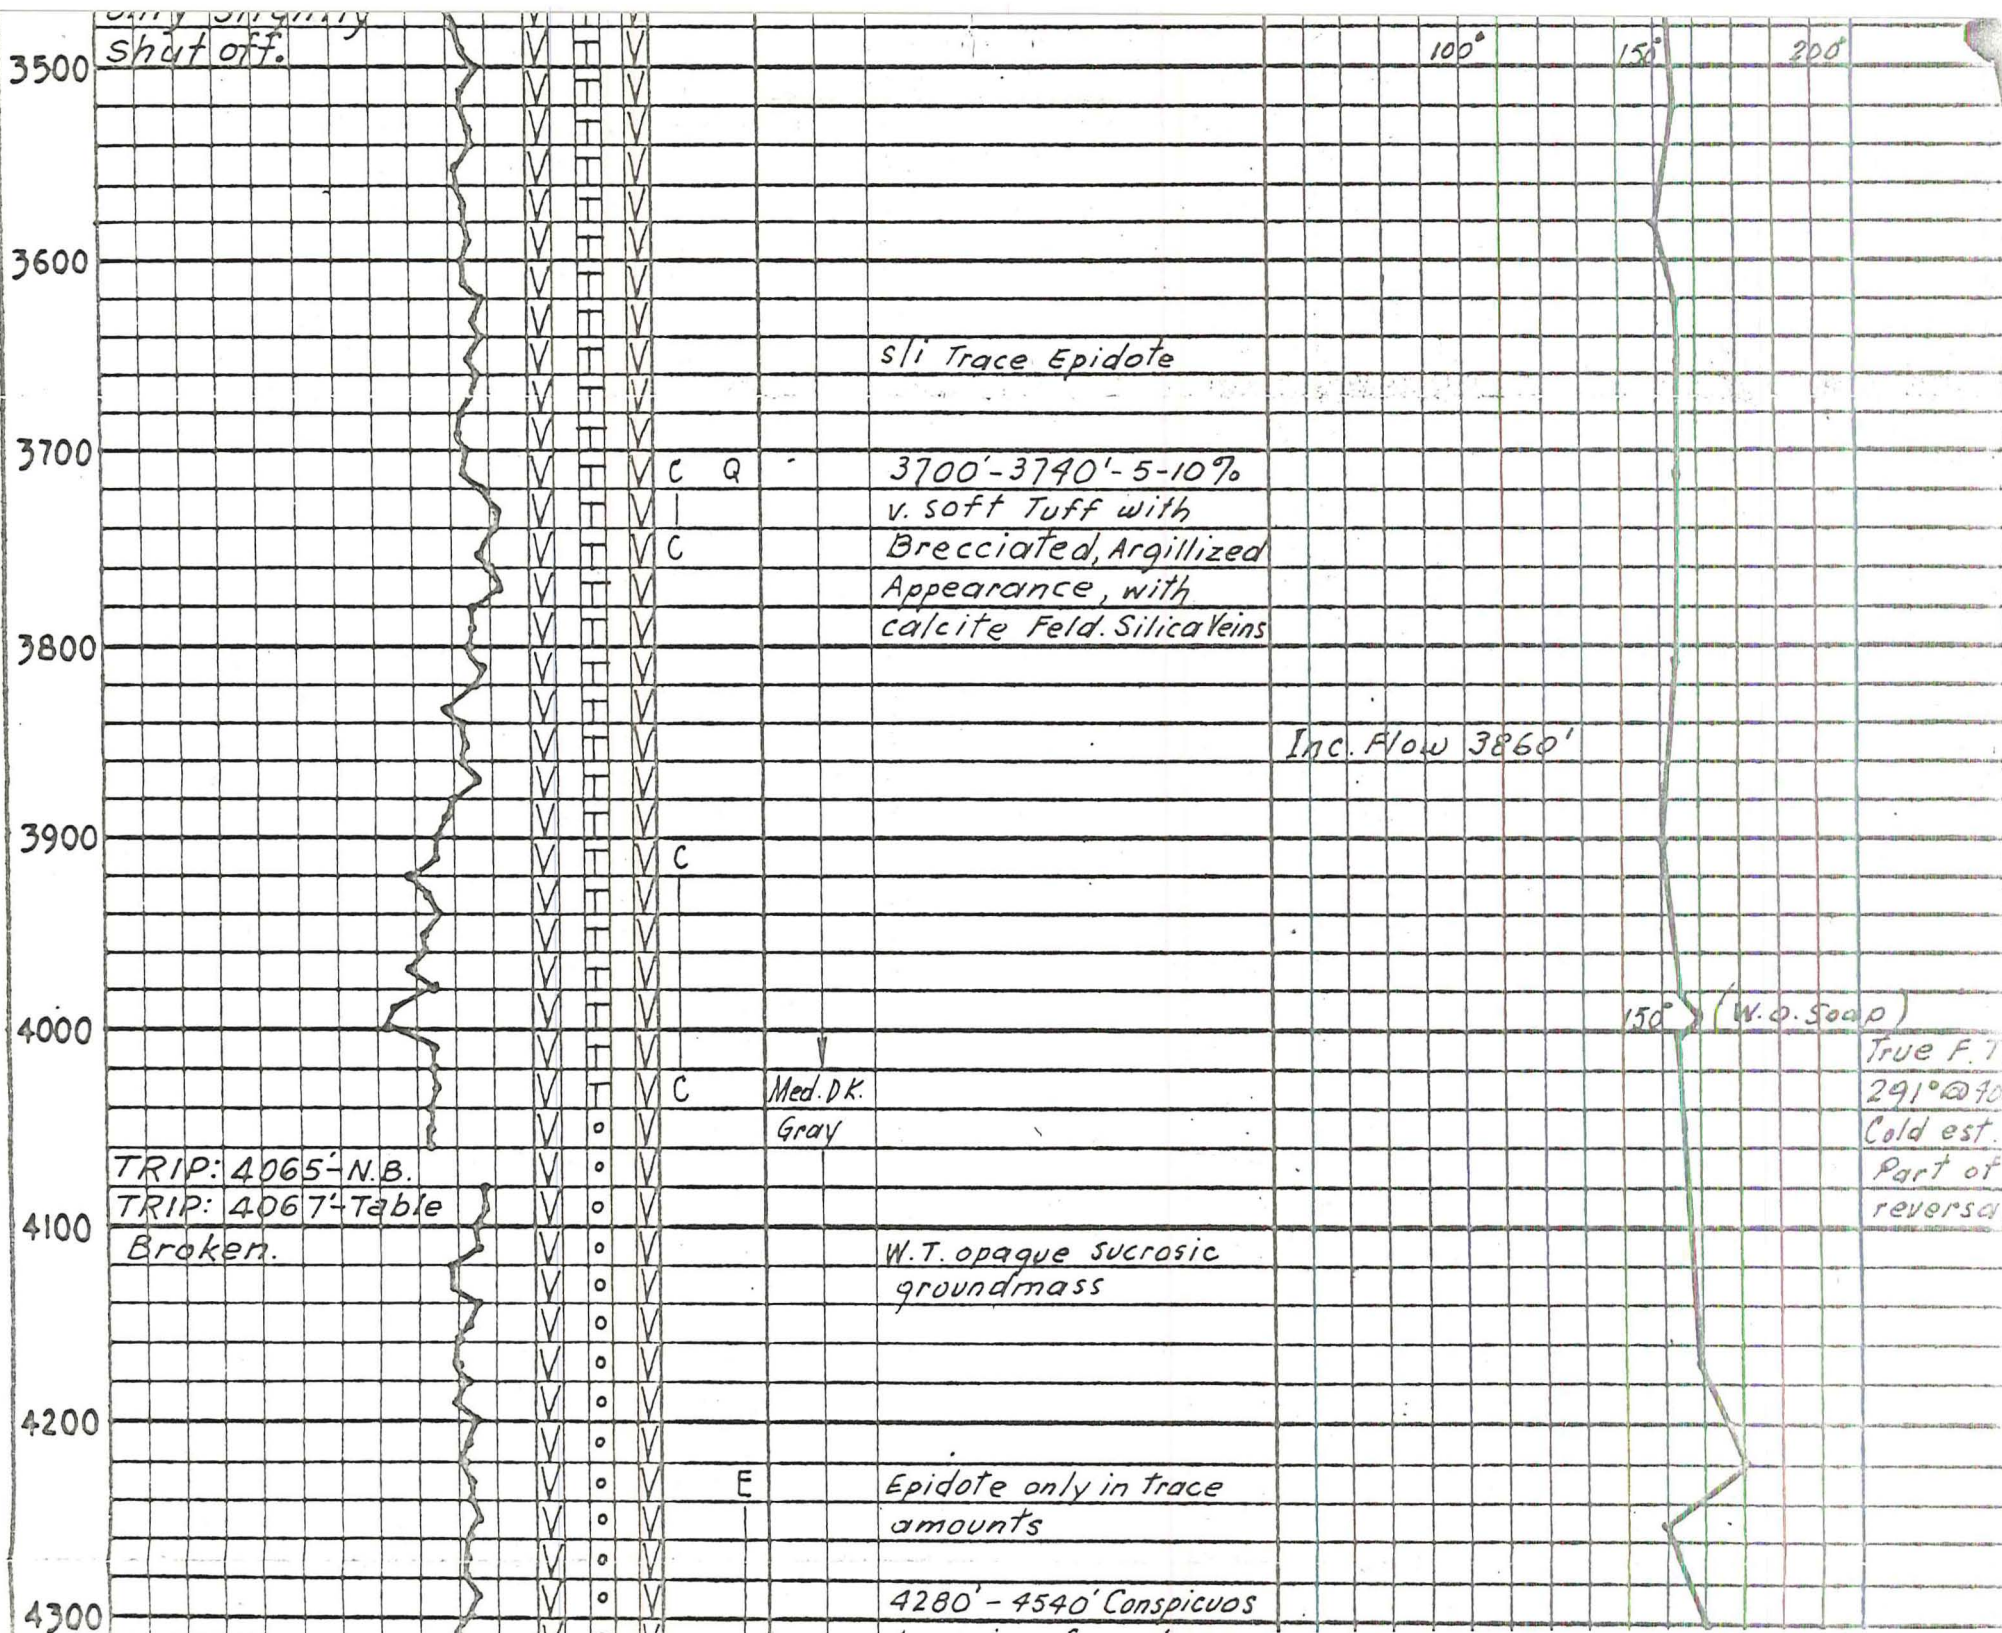 only slightly
shut off.
100° 150° 200°
3500
3600
sli Trace Epidote
3700
C Q 3700'-3740'-5-10%
v. soft Tuff with
C Brecciated, Argillized
Appearance, with
calcite Feld. Silica Veins
3800
Inc. Flow 3860'
3900
C
150° (W.O. Soap)
4000
True F.T
C Med. DK. 291°@40
Gray Cold est.
TRIP: 4065'-N.B. Part of
TRIP: 4067'-Table reversa
4100
Broken. W.T. opaque sucrosic
groundmass
4200
E Epidote only in trace
amounts
4280'-4540' Conspicuos
4300